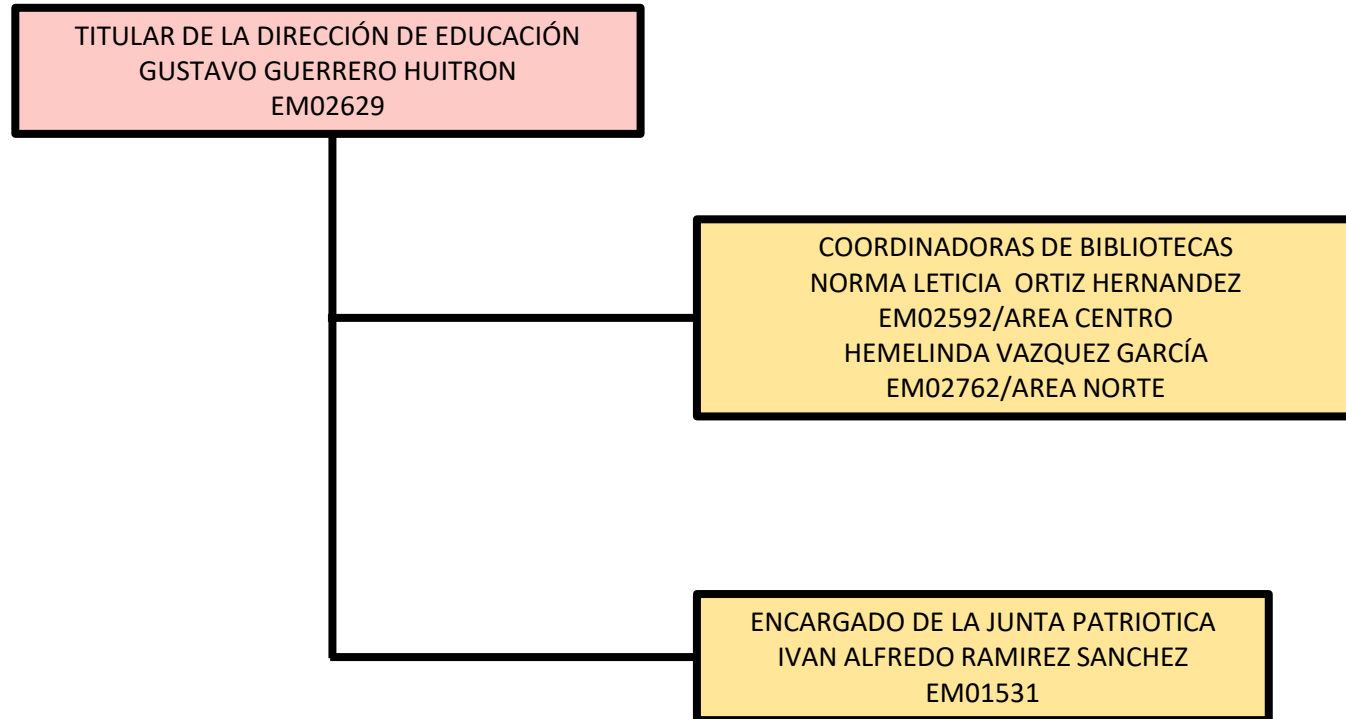 TITULAR DE LA DIRECCIÓN DE EDUCACIÓN
GUSTAVO GUERRERO HUITRON
EM02629
COORDINADORAS DE BIBLIOTECAS
NORMA LETICIA  ORTIZ HERNANDEZ
EM02592/AREA CENTRO
HEMELINDA VAZQUEZ GARCÍA
EM02762/AREA NORTE
ENCARGADO DE LA JUNTA PATRIOTICA
IVAN ALFREDO RAMIREZ SANCHEZ
EM01531